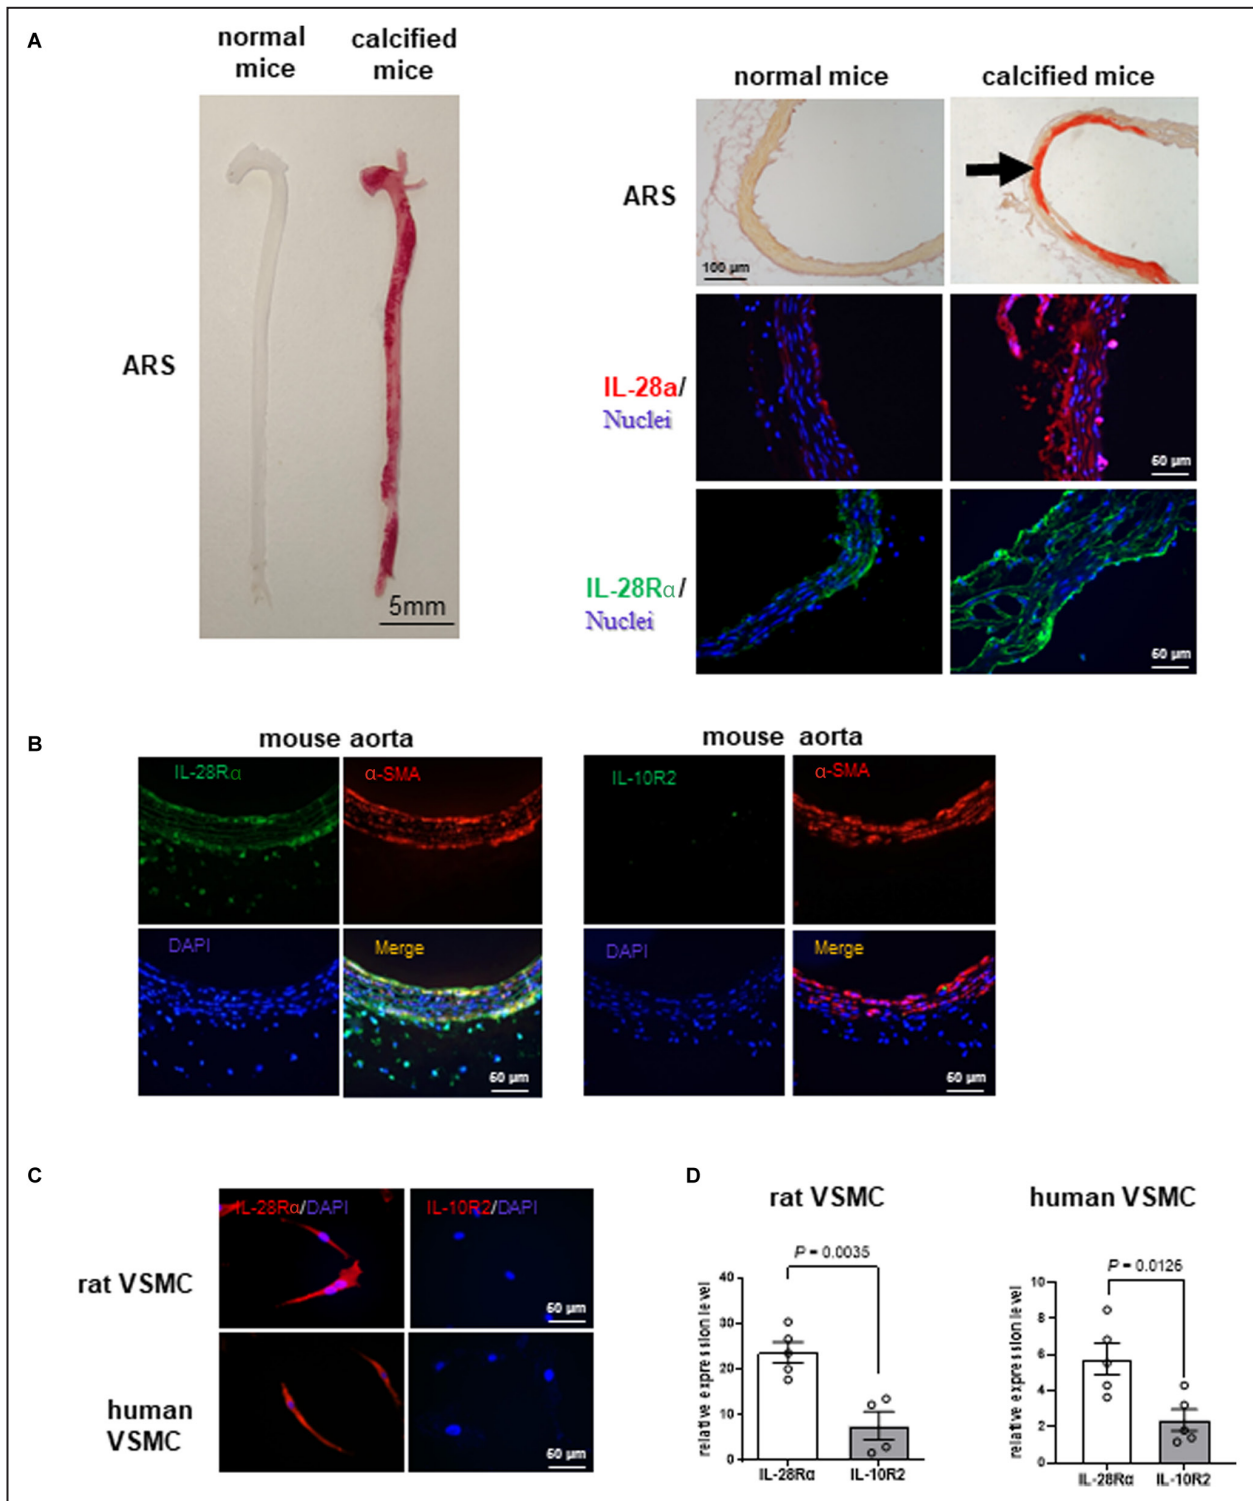 A
normal mice
calcified mice
ARS
5mm
normal mice
calcified mice
ARS
100 µm
IL-28a/
Nuclei
60 µm
IL-28Rα/
Nuclei
60 µm
B
mouse aorta
IL-28Rα
α-SMA
DAPI
Merge
60 µm
mouse aorta
IL-10R2
α-SMA
DAPI
Merge
60 µm
C
IL-28Rα/DAPI
IL-10R2/DAPI
rat VSMC
60 µm
human VSMC
60 µm
D
rat VSMC
P = 0.0035
relative expression level
40
30
20
10
0
IL-28Rα
IL-10R2
human VSMC
P = 0.0126
relative expression level
10
8
6
4
2
0
IL-28Rα
IL-10R2